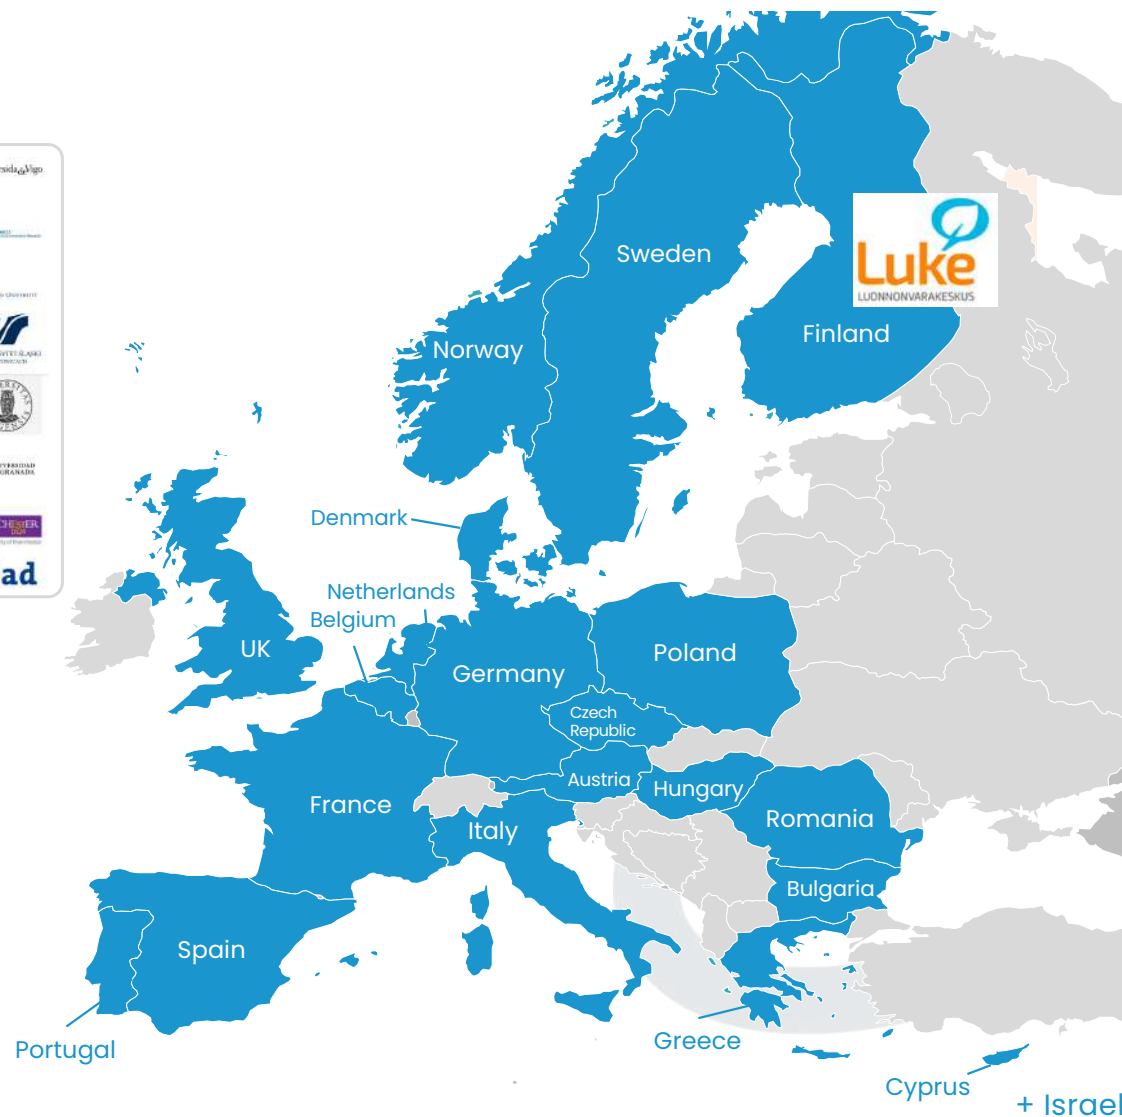 Sweden
Luke
LUONNONVARAKESKUS
Finland
Norway
Denmark
Netherlands
Belgium
UK
Germany
Poland
Czech
Republic
Austria
Hungary
France
Italy
Romania
Bulgaria
Spain
Portugal
Greece
Cyprus
+ Israel
ad